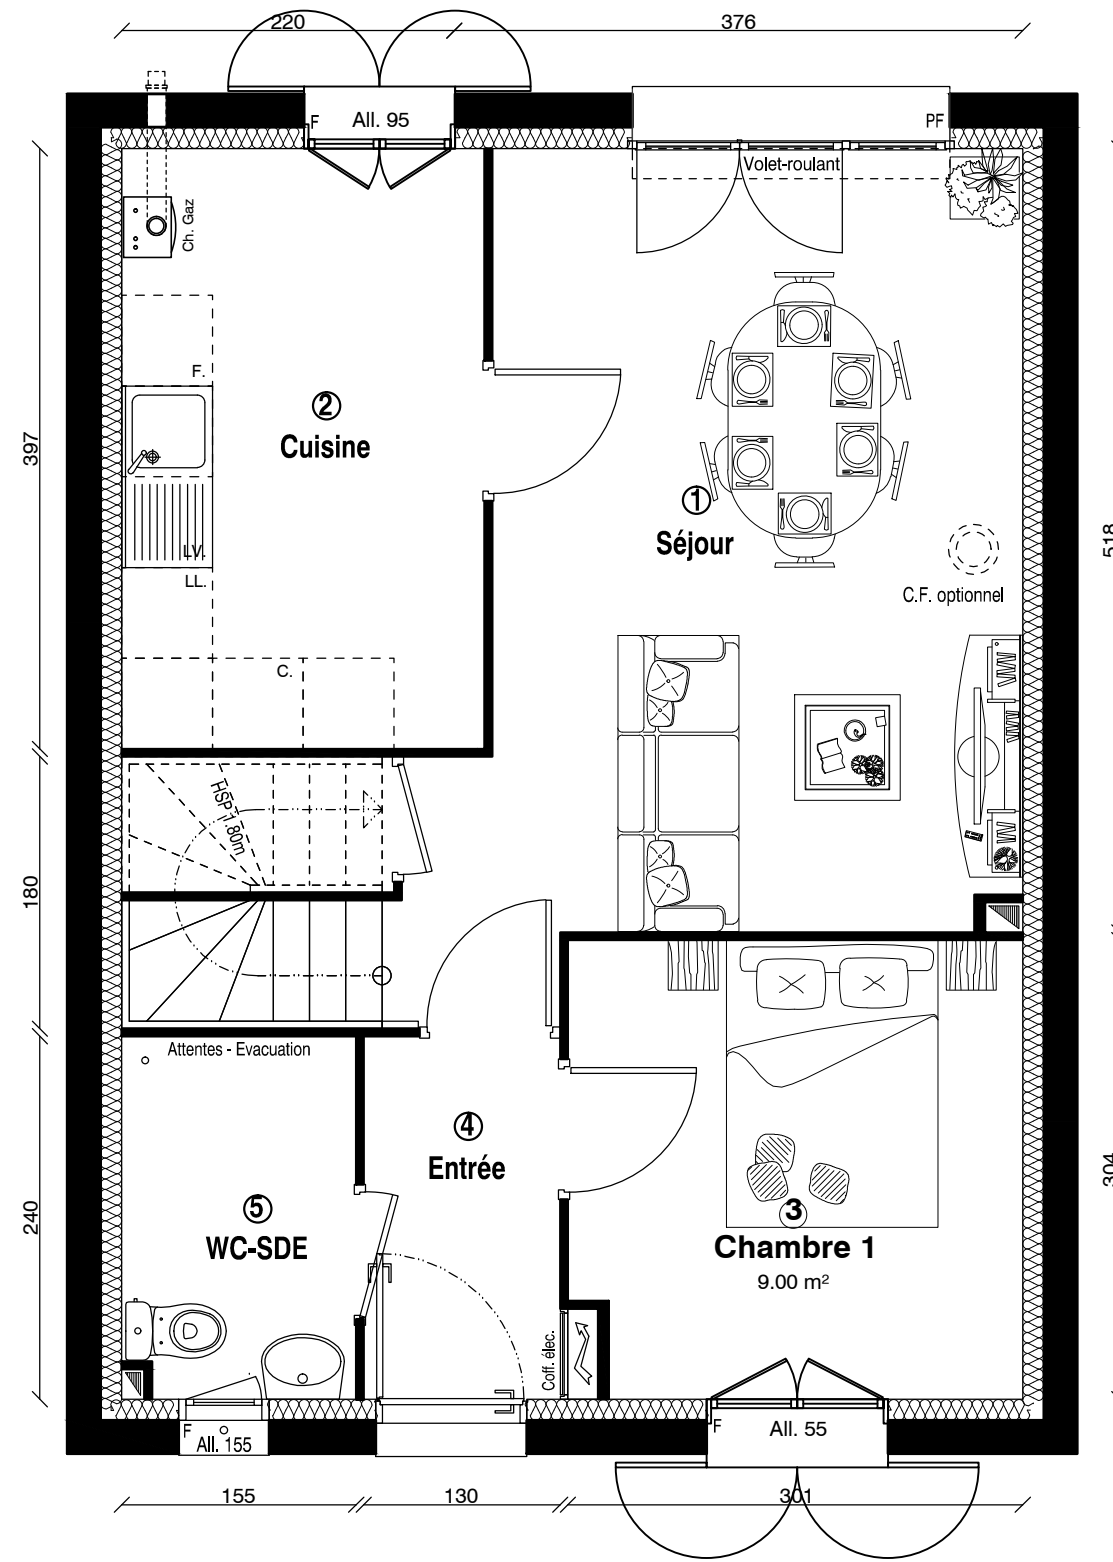 220
376
F
All. 95
PF
Volet-roulant
Ch. Gaz
F.
397
2
Cuisine
1
Séjour
518
LV.
LL.
C.F. optionnel
C.
HSP 1.80m
180
Attentes - Evacuation
4
Entrée
304
240
5
WC-SDE
3
Chambre 1
9.00 m²
Coff. élec.
F
All. 155
F
All. 55
155
130
301